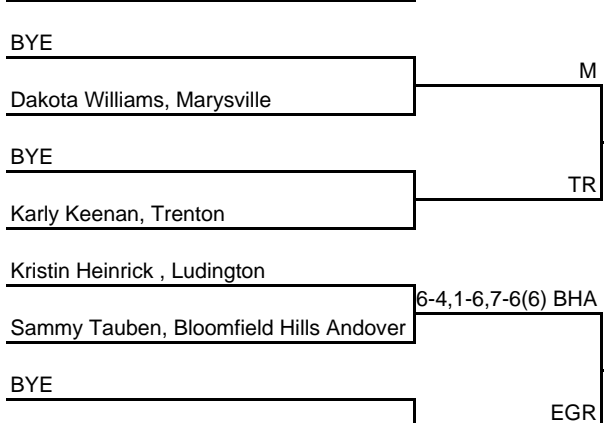 BYE
M
Dakota Williams, Marysville
BYE
TR
Karly Keenan, Trenton
Kristin Heinrick , Ludington
6-4,1-6,7-6(6) BHA
Sammy Tauben, Bloomfield Hills Andover
BYE
EGR